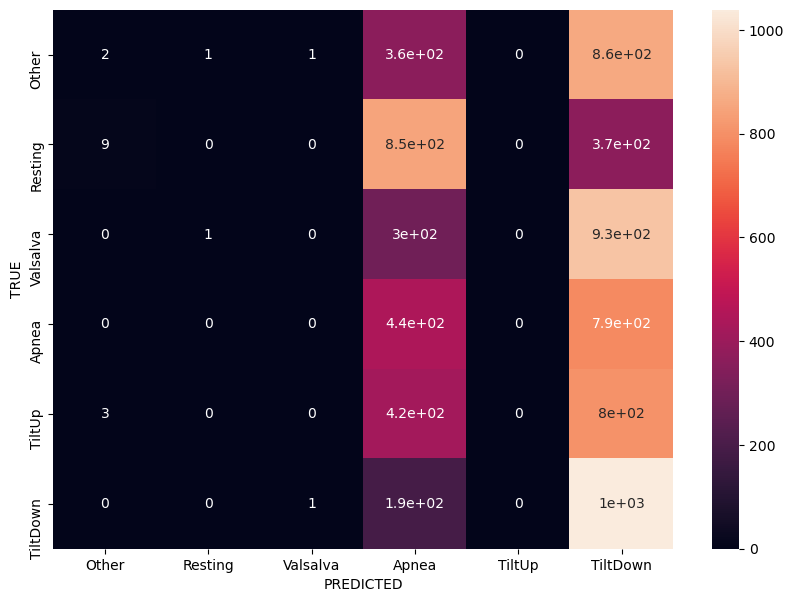 TRUE
Other 2 1 1 3.6e+02 0 8.6e+02
Resting 9 0 0 8.5e+02 0 3.7e+02
Valsalva 0 1 0 3e+02 0 9.3e+02
Apnea 0 0 0 4.4e+02 0 7.9e+02
TiltUp 3 0 0 4.2e+02 0 8e+02
TiltDown 0 0 1 1.9e+02 0 1e+03
Other Resting Valsalva Apnea TiltUp TiltDown
PREDICTED
1000
800
600
400
200
0